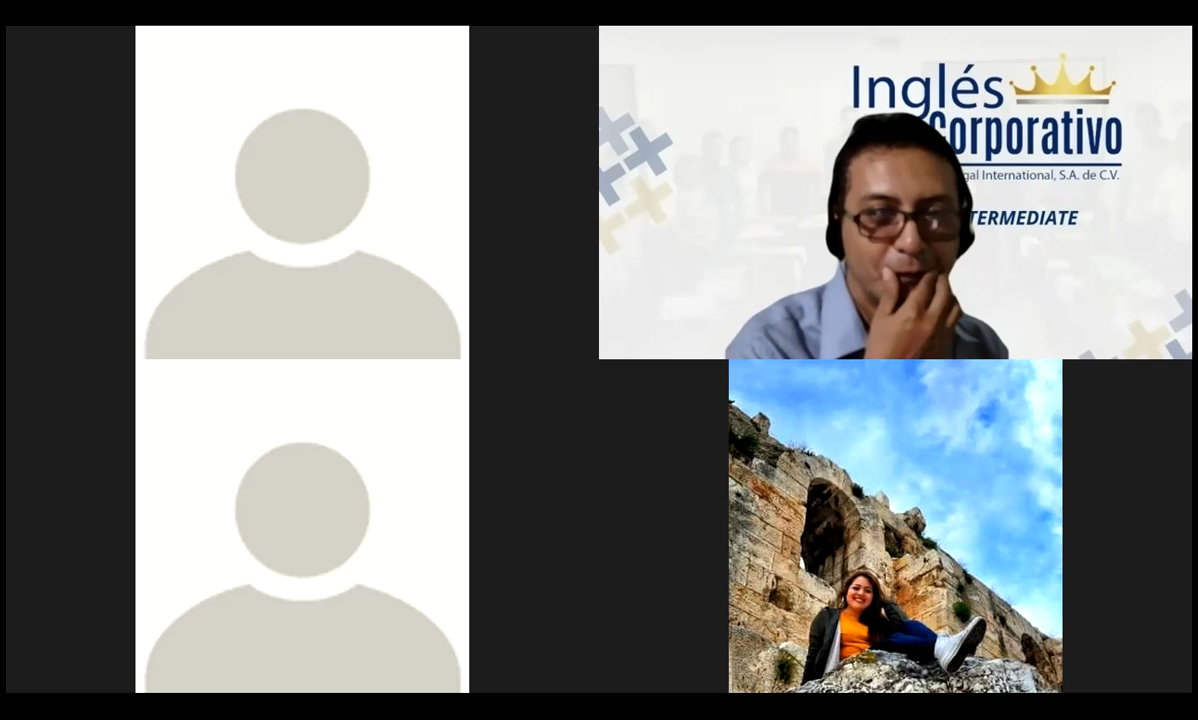 Inglés
Corporativo
gal International, S.A. de C.V.
TERMEDIATE